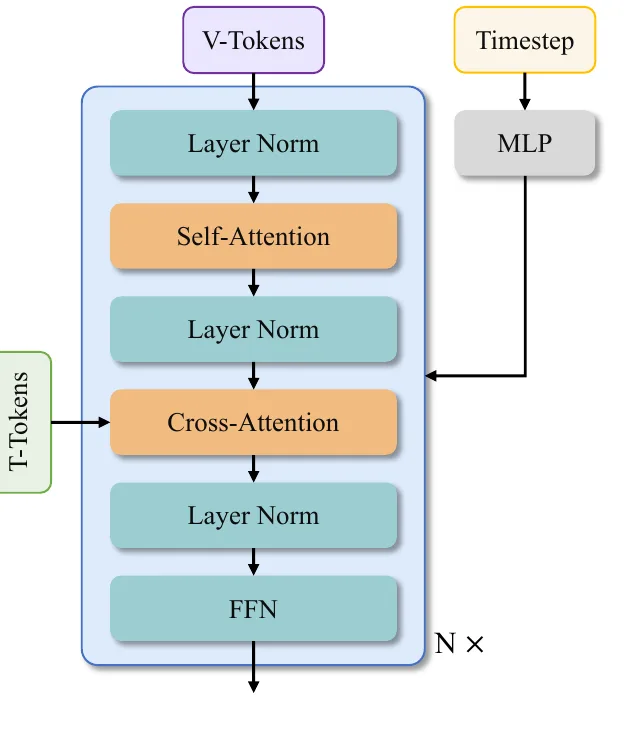 V-Tokens
Timestep
Layer Norm
MLP
Self-Attention
Layer Norm
T-Tokens
Cross-Attention
Layer Norm
FFN
N ×